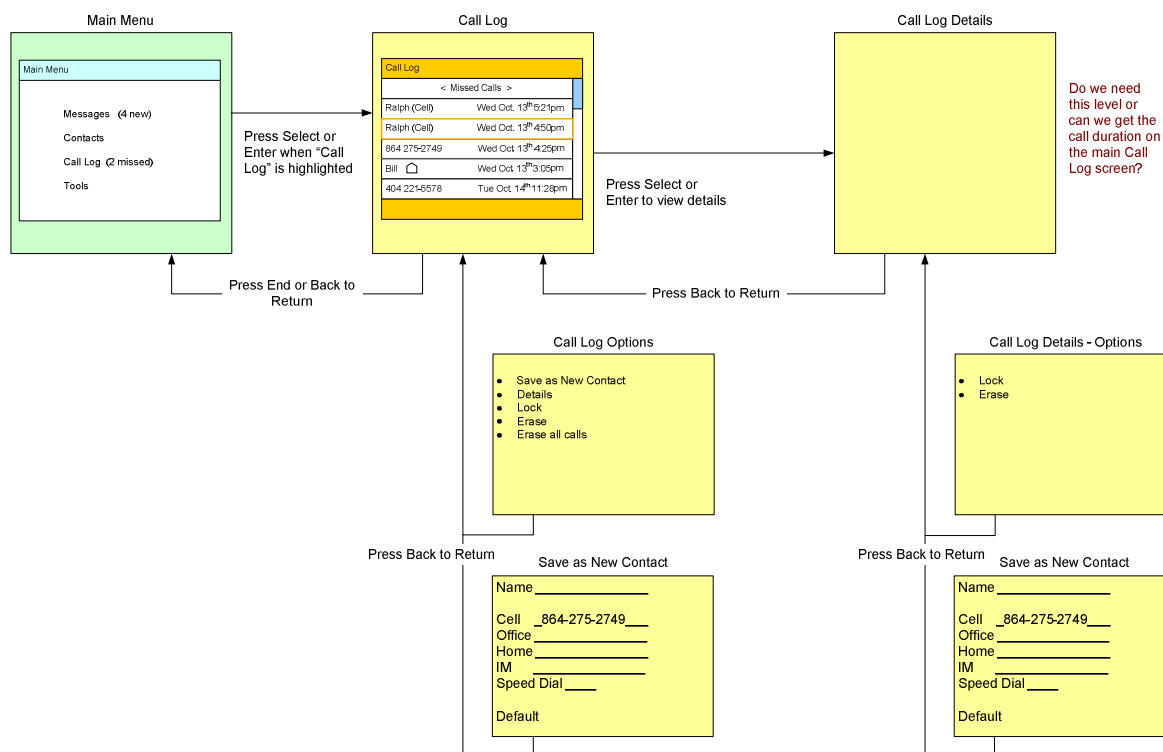 Main Menu
Call Log
Call Log Details
Main Menu
Messages (4 new)
Contacts
Call Log (2 missed)
Tools
Press Select or
Enter when “Call
Log” is highlighted
Call Log
< Missed Calls >
Ralph (Cell) Wed Oct. 13th 5:21pm
Ralph (Cell) Wed Oct. 13th 4:50pm
864 275-2749 Wed Oct. 13th 4:25pm
Bill Wed Oct. 13th 3:05pm
404 221-5578 Tue Oct. 14th 11:28pm
Press Select or
Enter to view details
Do we need
this level or
can we get the
call duration on
the main Call
Log screen?
Press End or Back to
Return
Press Back to Return
Call Log Options
• Save as New Contact
• Details
• Lock
• Erase
• Erase all calls
Call Log Details - Options
• Lock
• Erase
Press Back to Return
Press Back to Return
Save as New Contact
Name
Cell _864-275-2749___
Office
Home
IM
Speed Dial
Default
Save as New Contact
Name
Cell _864-275-2749___
Office
Home
IM
Speed Dial
Default